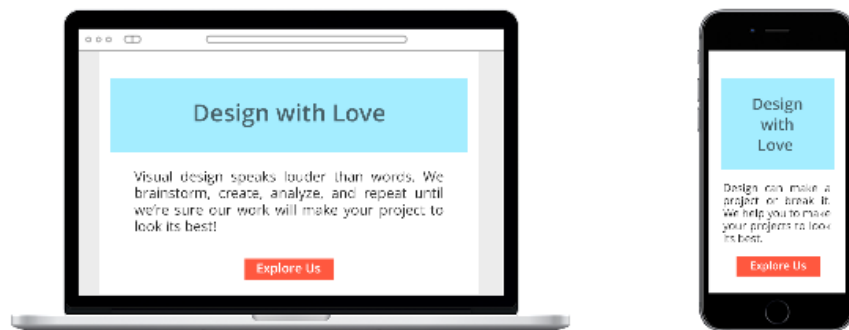 Design with Love
Visual design speaks louder than words. We
brainstorm, create, analyze, and repeat until
we're sure our work will make your project to
look its best!
Explore Us
Design
with
Love
Design can make a
project or break it.
We help you to make
your projects to look
its best.
Explore Us